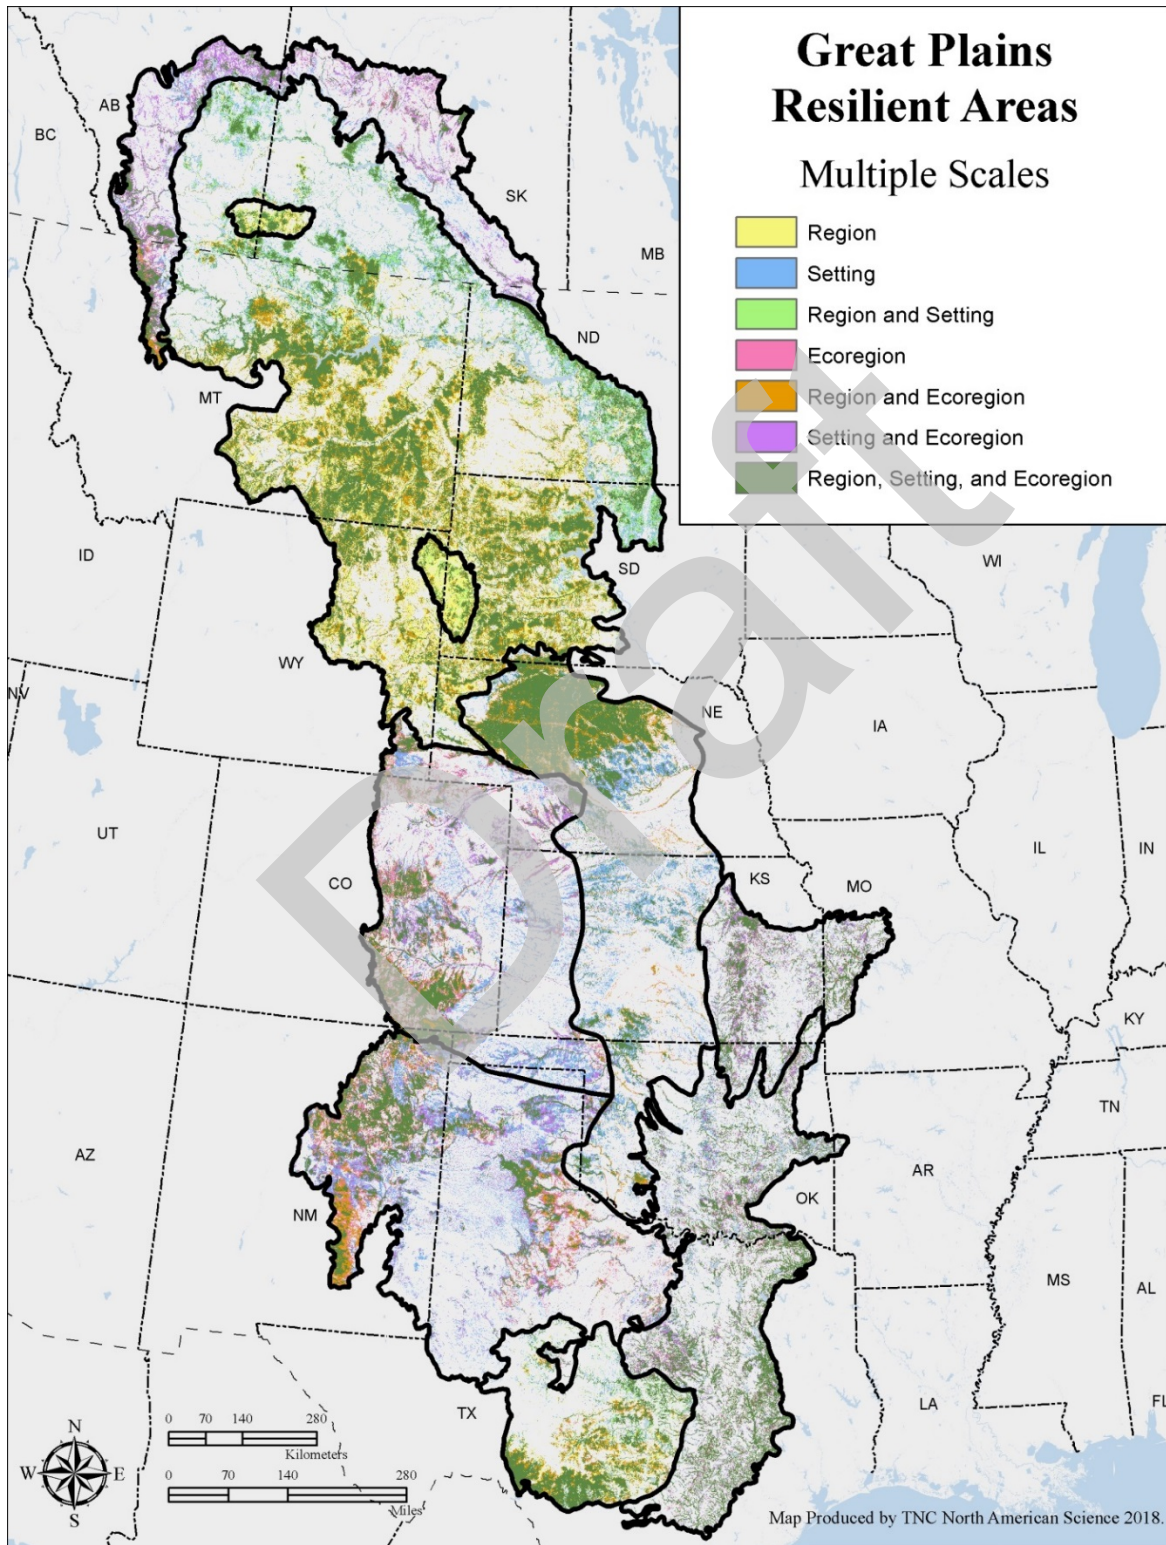 Great Plains
Resilient Areas
Multiple Scales
Region
Setting
Region and Setting
Ecoregion
Region and Ecoregion
Setting and Ecoregion
Region, Setting, and Ecoregion
Draft
AB
BC
SK
MB
ND
MT
ID
SD
WI
WY
NV
NE
IA
UT
IL
IN
CO
KS
MO
KY
TN
AZ
AR
NM
OK
MS
AL
TX
LA
FL
N
W E
S
0 70 140 280
Kilometers
0 70 140 280
Miles
Map Produced by TNC North American Science 2018.